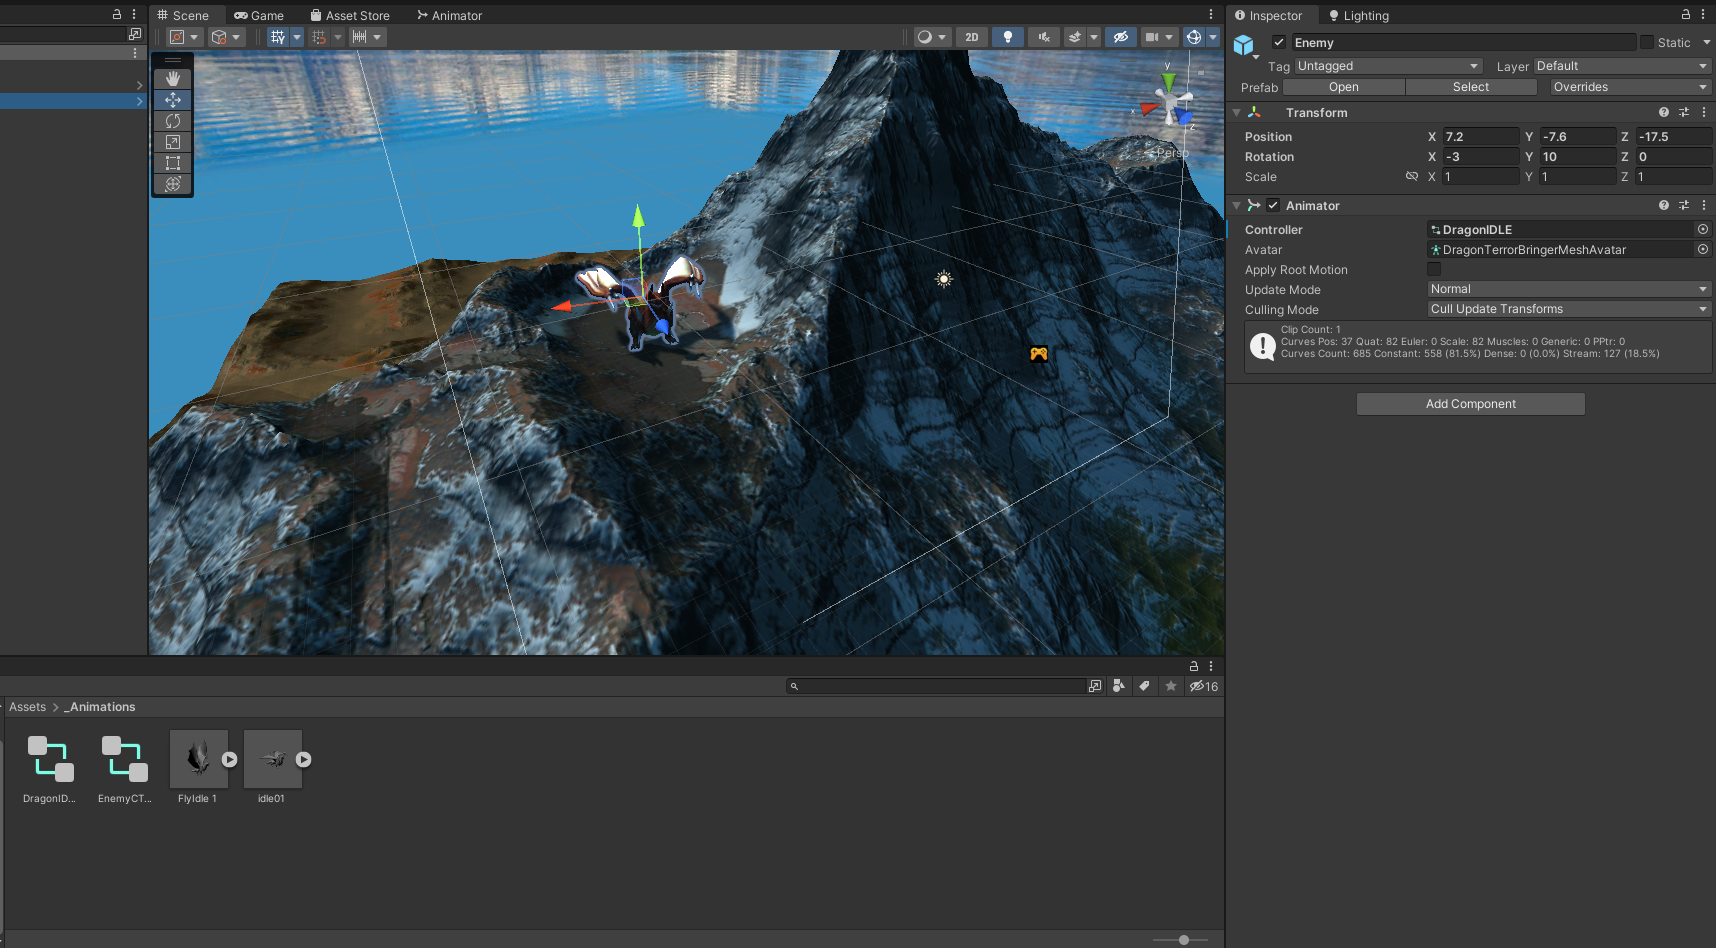 Scene Game Asset Store Animator
2D
y
x
z
Persp
Inspector Lighting
Enemy Static
Tag Untagged Layer Default
Prefab Open Select Overrides
Transform
Position X 7.2 Y -7.6 Z -17.5
Rotation X -3 Y 10 Z 0
Scale X 1 Y 1 Z 1
Animator
Controller DragonIDLE
Avatar DragonTerrorBringerMeshAvatar
Apply Root Motion
Update Mode Normal
Culling Mode Cull Update Transforms
Clip Count: 1
Curves Pos: 37 Quat: 82 Euler: 0 Scale: 82 Muscles: 0 Generic: 0 PPtr: 0
Curves Count: 685 Constant: 558 (81.5%) Dense: 0 (0.0%) Stream: 127 (18.5%)
Add Component
16
Assets > _Animations
DragonID... EnemyCT... FlyIdle 1 idle01